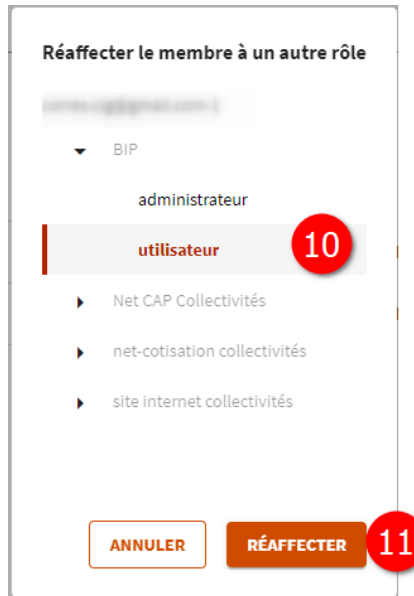 Réaffecter le membre à un autre rôle
BIP
administrateur
utilisateur
10
Net CAP Collectivités
net-cotisation collectivités
site internet collectivités
ANNULER
RÉAFFECTER
11